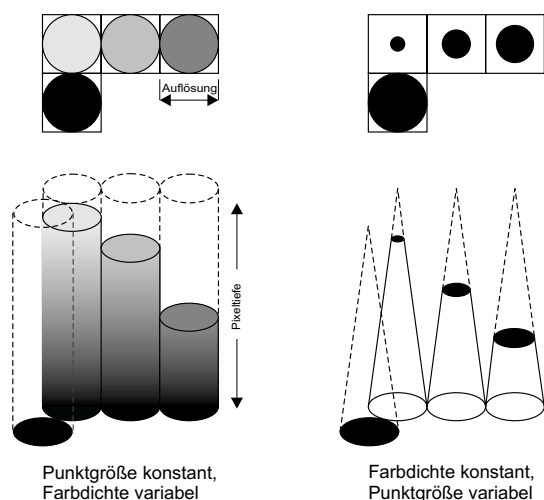 Auflösung
Pixeltiefe
Punktgröße konstant,
Farbdichte variabel
Farbdichte konstant,
Punktgröße variabel